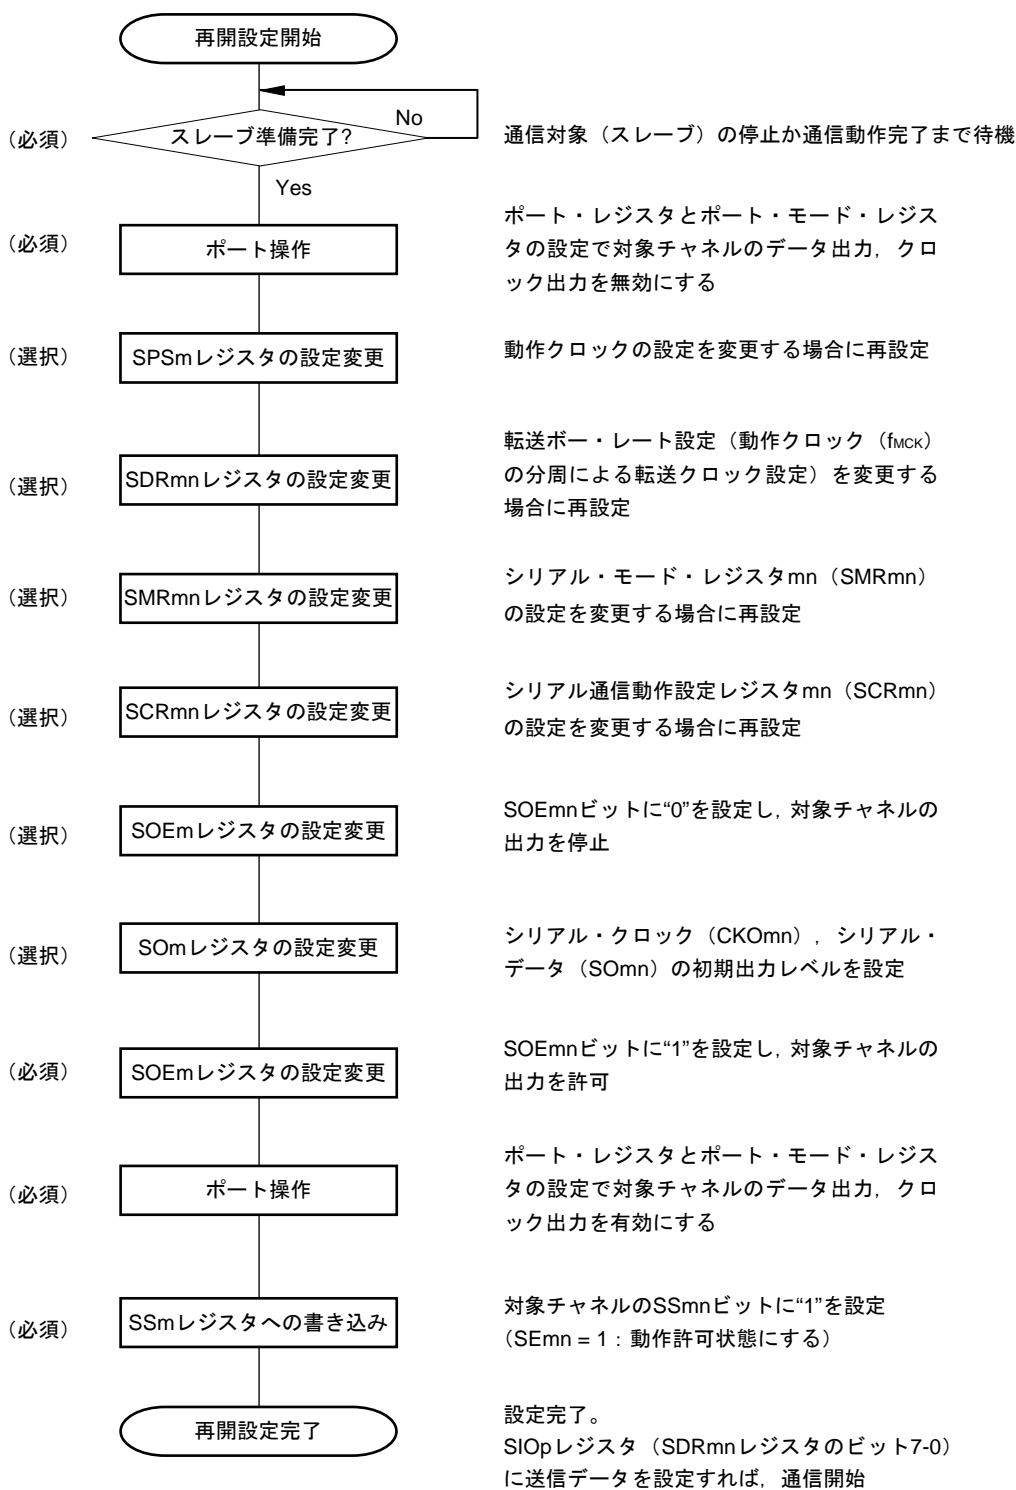 再開設定開始
No
(必須)
スレーブ準備完了?
通信対象(スレーブ)の停止か通信動作完了まで待機
Yes
(必須)
ポート操作
ポート・レジスタとポート・モード・レジス
タの設定で対象チャネルのデータ出力,クロ
ック出力を無効にする
(選択)
SPSmレジスタの設定変更
動作クロックの設定を変更する場合に再設定
(選択)
SDRmnレジスタの設定変更
転送ボー・レート設定(動作クロック(fMCK)
の分周による転送クロック設定)を変更する
場合に再設定
(選択)
SMRmnレジスタの設定変更
シリアル・モード・レジスタmn(SMRmn)
の設定を変更する場合に再設定
(選択)
SCRmnレジスタの設定変更
シリアル通信動作設定レジスタmn(SCRmn)
の設定を変更する場合に再設定
(選択)
SOEmレジスタの設定変更
SOEmnビットに“0”を設定し,対象チャネルの
出力を停止
(選択)
SOmレジスタの設定変更
シリアル・クロック(CKOmn),シリアル・
データ(SOmn)の初期出力レベルを設定
(必須)
SOEmレジスタの設定変更
SOEmnビットに“1”を設定し,対象チャネルの
出力を許可
(必須)
ポート操作
ポート・レジスタとポート・モード・レジス
タの設定で対象チャネルのデータ出力,クロ
ック出力を有効にする
(必須)
SSmレジスタへの書き込み
対象チャネルのSSmnビットに“1”を設定
(SEmn = 1:動作許可状態にする)
再開設定完了
設定完了。
SIOpレジスタ(SDRmnレジスタのビット7-0)
に送信データを設定すれば,通信開始